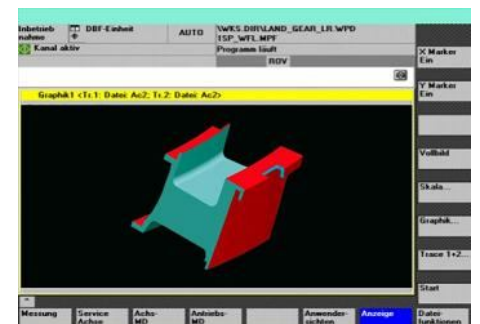 Inbetrieb DBF-Einheit AUTO \WKS.DIR\LAND_GEAR_LR.WPD
nahme TSP_WFL.MPF
Kanal aktiv Programm läuft
ROV
X Marker
Ein
Graphik1 <Tr.1: Datei: Ac2; Tr.2: Datei: Ac2>
Y Marker
Ein
Vollbild
Skala...
Graphik...
Trace 1+2...
Start
Messung Service Achs- Antriebs- Anwender- Anzeige Datei-
Achse MD MD sichten funktionen